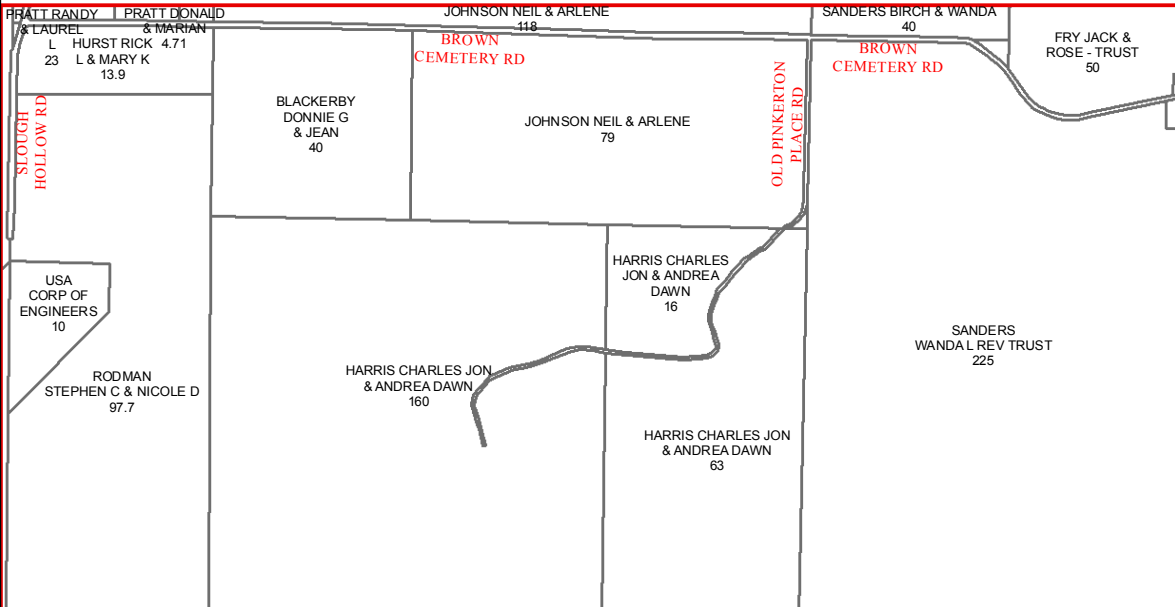 PRATT RANDY
& LAUREL
L
23
PRATT DONALD
& MARIAN
4.71
HURST RICK
L & MARY K
13.9
JOHNSON NEIL & ARLENE
118
SANDERS BIRCH & WANDA
40
FRY JACK &
ROSE - TRUST
50
BROWN
CEMETERY RD
BROWN
CEMETERY RD
SLOUGH
HOLLOW RD
BLACKERBY
DONNIE G
& JEAN
40
JOHNSON NEIL & ARLENE
79
OLD PINKERTON
PLACE RD
USA
CORP OF
ENGINEERS
10
HARRIS CHARLES
JON & ANDREA
DAWN
16
SANDERS
WANDA L REV TRUST
225
RODMAN
STEPHEN C & NICOLE D
97.7
HARRIS CHARLES JON
& ANDREA DAWN
160
HARRIS CHARLES JON
& ANDREA DAWN
63